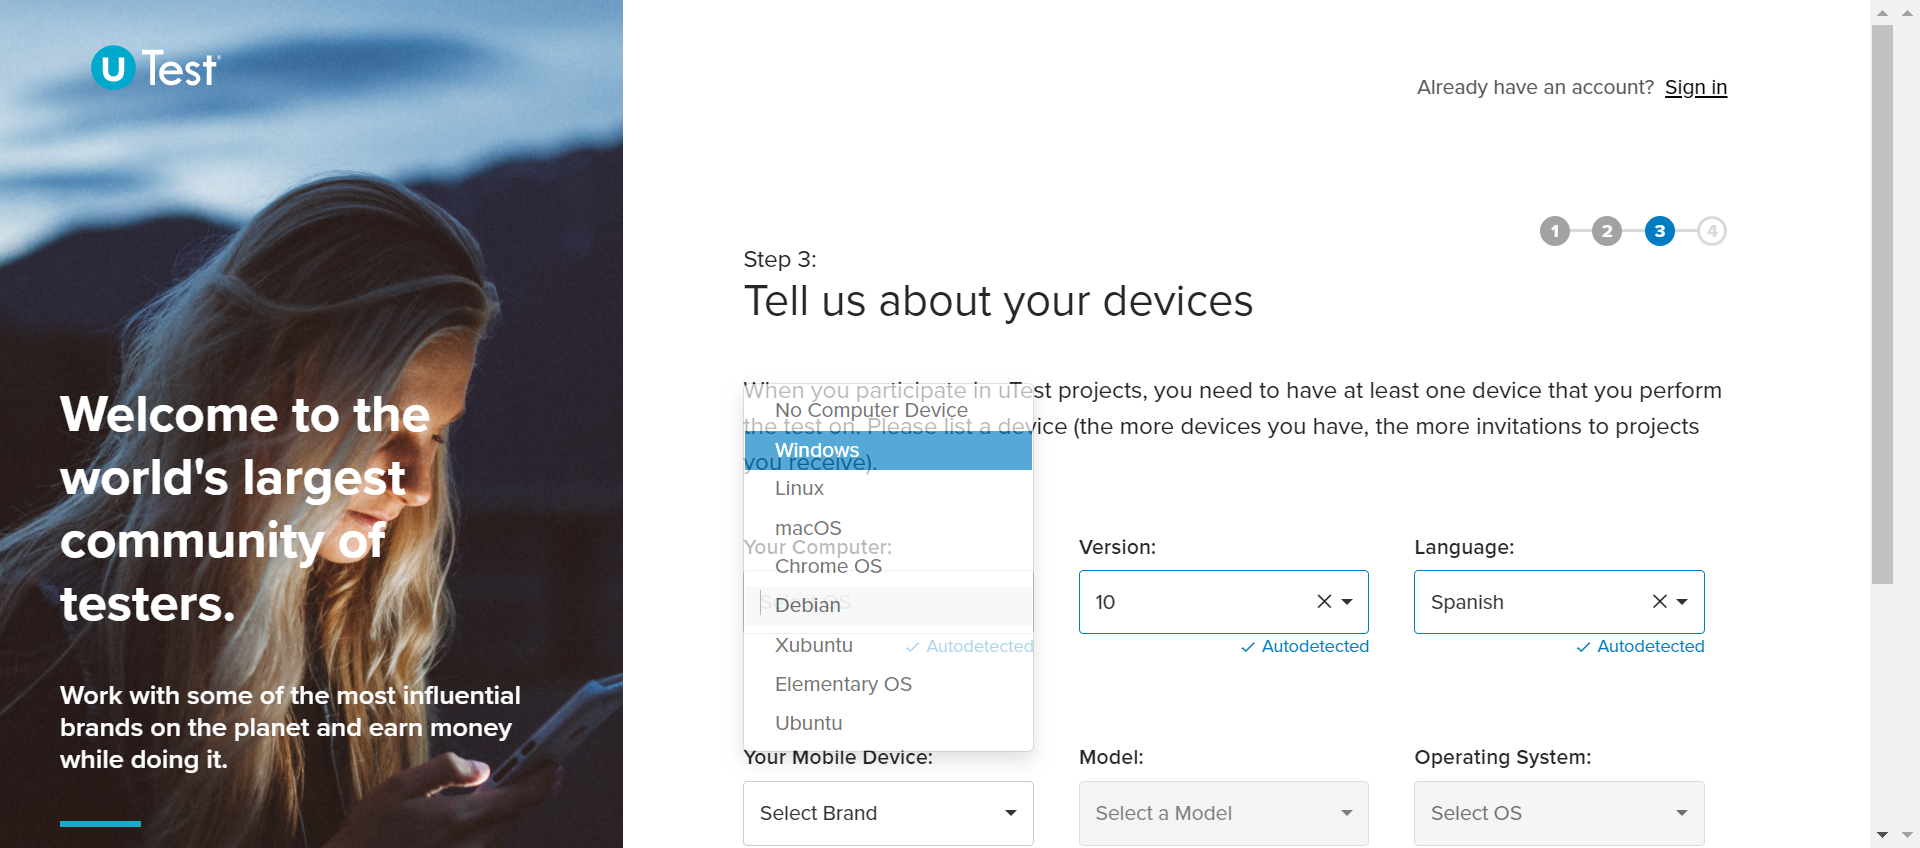 u Test
Already have an account? Sign in
1 2 3 4
Step 3:
Tell us about your devices
When you participate in uTest projects, you need to have at least one device that you perform
the test on. Please list a device (the more devices you have, the more invitations to projects
you receive).
No Computer Device
Windows
Linux
macOS
Chrome OS
Debian
Xubuntu
Elementary OS
Ubuntu
Your Computer:
Select OS
Autodetected
Version:
10
Autodetected
Language:
Spanish
Autodetected
Your Mobile Device:
Select Brand
Model:
Select a Model
Operating System:
Select OS
Welcome to the
world's largest
community of
testers.
Work with some of the most influential
brands on the planet and earn money
while doing it.